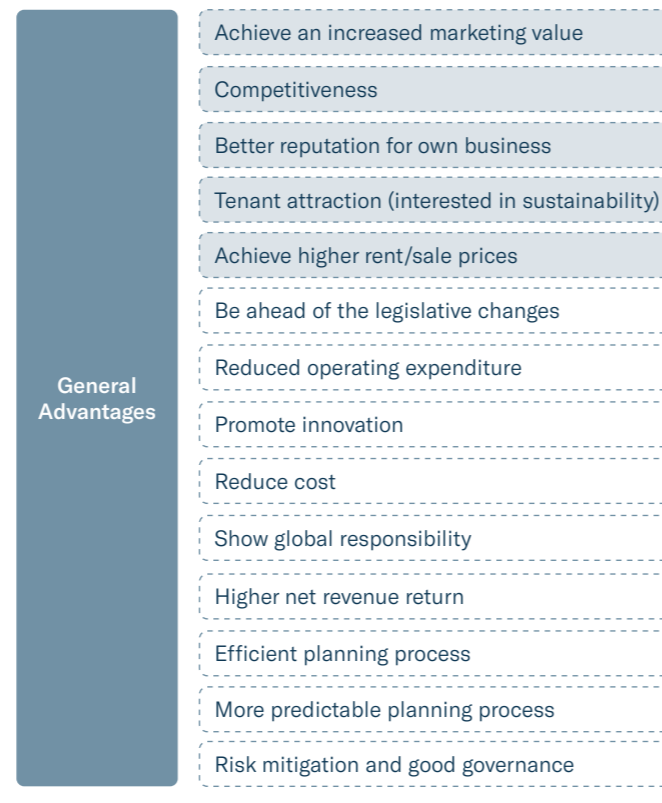 General
Advantages
Achieve an increased marketing value
Competitiveness
Better reputation for own business
Tenant attraction (interested in sustainability)
Achieve higher rent/sale prices
Be ahead of the legislative changes
Reduced operating expenditure
Promote innovation
Reduce cost
Show global responsibility
Higher net revenue return
Efficient planning process
More predictable planning process
Risk mitigation and good governance